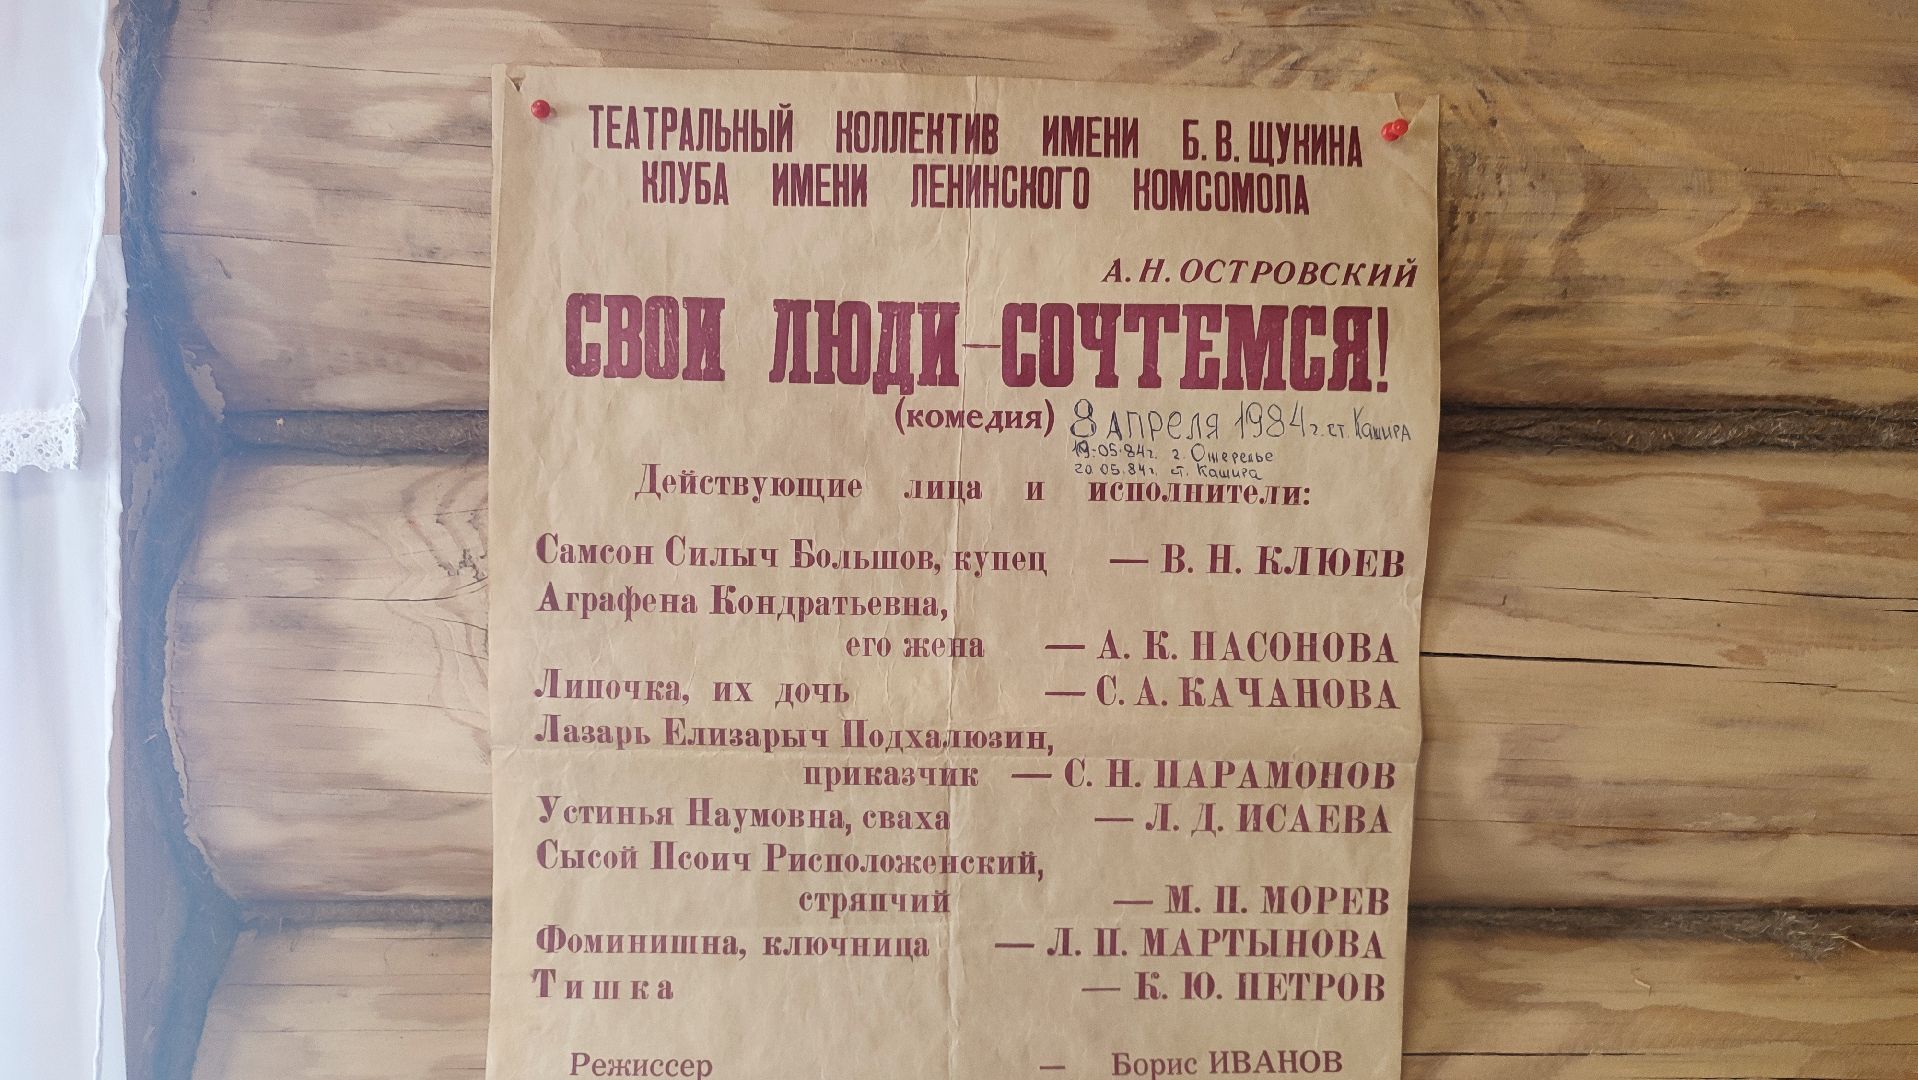 ТЕАТРАЛЬНЫЙ КОЛЛЕКТИВ ИМЕНИ Б. В. ЩУКИНА
КЛУБА ИМЕНИ ЛЕНИНСКОГО КОМСОМОЛА
А. Н. ОСТРОВСКИЙ
СВОИ ЛЮДИ—СОЧТЕМСЯ!
(комедия) 8 АПРЕЛЯ 1984 г. ст. КАШИРА
19.05.84г. г. Ожерелье
20 05.84г. ст. Кашира
Действующие лица и исполнители:
Самсон Силыч Большов, купец — В. Н. КЛЮЕВ
Аграфена Кондратьевна,
его жена — А. К. НАСОНОВА
Липочка, их дочь — С. А. КАЧАНОВА
Лазарь Елизарыч Подхалюзин,
приказчик — С. Н. ПАРАМОНОВ
Устинья Наумовна, сваха — Л. Д. ИСАЕВА
Сысой Псоич Рисположенский,
стряпчий — М. П. МОРЕВ
Фоминишна, ключница — Л. П. МАРТЫНОВА
Тишка — К. Ю. ПЕТРОВ
Режиссер — Борис ИВАНОВ